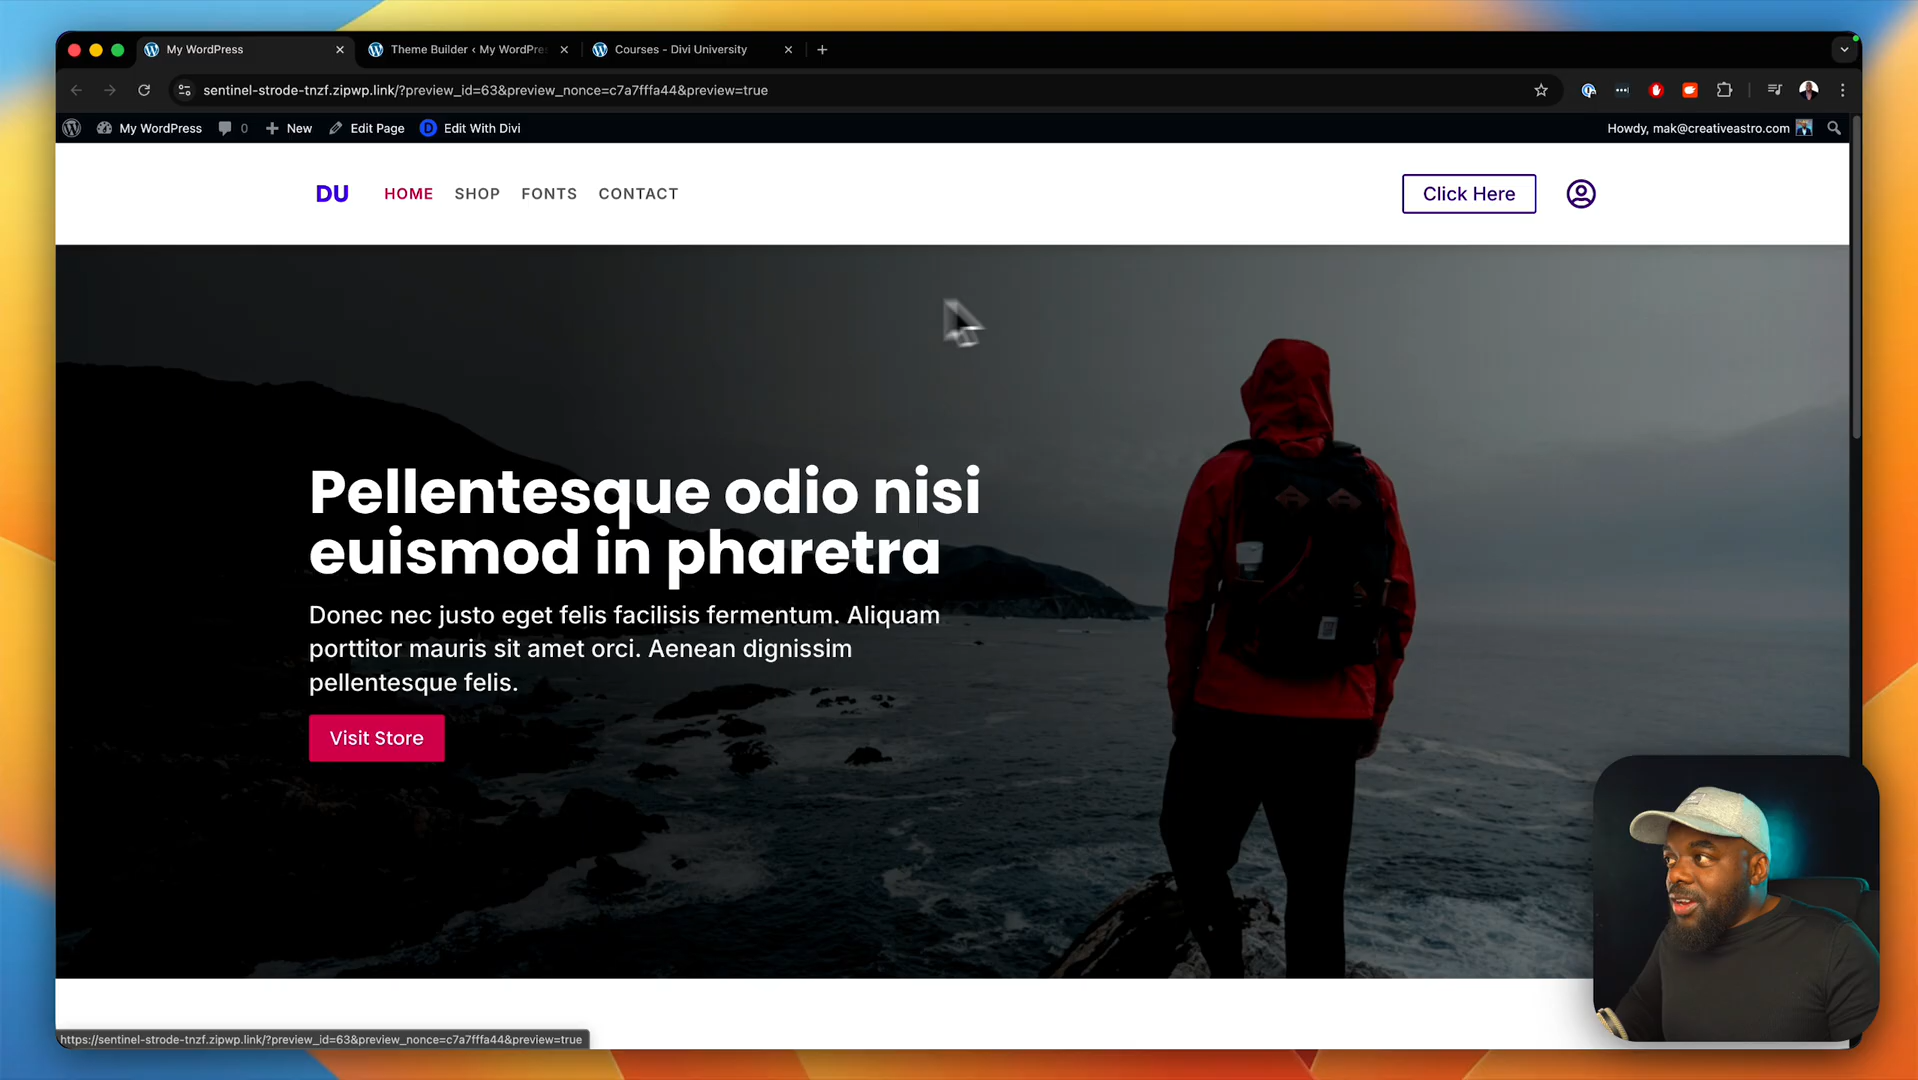 My WordPress
Theme Builder ‹ My WordPre
Courses - Divi University
sentinel-strode-tnzf.zipwp.link/?preview_id=63&preview_nonce=c7a7fffa44&preview=true
My WordPress 0 New Edit Page D Edit With Divi
Howdy, mak@creativeastro.com
DU HOME SHOP FONTS CONTACT
Click Here
Pellentesque odio nisi
euismod in pharetra
Donec nec justo eget felis facilisis fermentum. Aliquam
porttitor mauris sit amet orci. Aenean dignissim
pellentesque felis.
Visit Store
https://sentinel-strode-tnzf.zipwp.link/?preview_id=63&preview_nonce=c7a7fffa44&preview=true